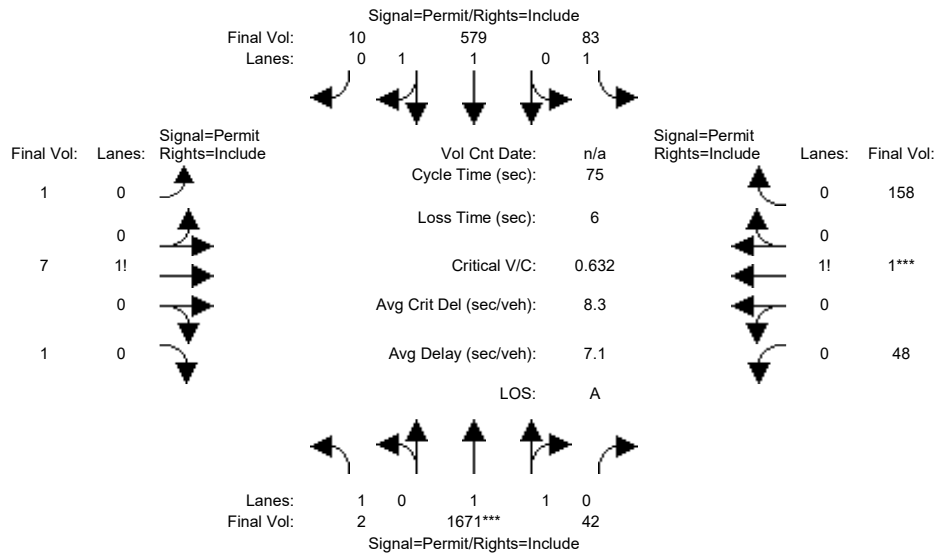 Signal=Permit/Rights=Include
Final Vol: 10 579 83
Lanes: 0 1 1 0 1
Signal=Permit
Final Vol: Lanes: Rights=Include
Vol Cnt Date: n/a
Signal=Permit
Rights=Include Lanes: Final Vol:
Cycle Time (sec): 75
1 0
0 158
Loss Time (sec): 6
0
0
7 1!
Critical V/C: 0.632
1! 1***
0
Avg Crit Del (sec/veh): 8.3
0
1 0
Avg Delay (sec/veh): 7.1
0 48
LOS: A
Lanes: 1 0 1 1 0
Final Vol: 2 1671*** 42
Signal=Permit/Rights=Include